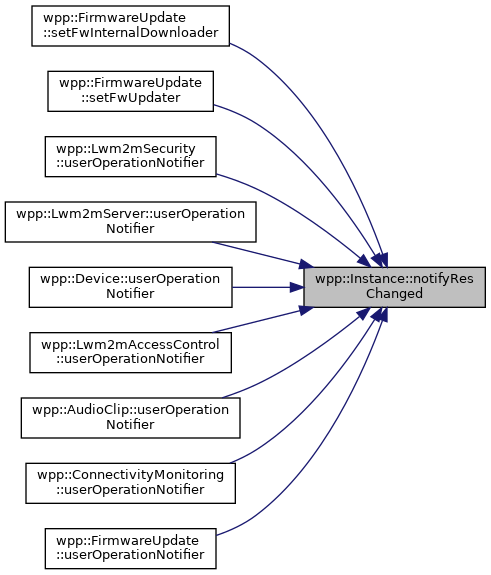 wpp::FirmwareUpdate
::setFwInternalDownloader
wpp::FirmwareUpdate
::setFwUpdater
wpp::Lwm2mSecurity
::userOperationNotifier
wpp::Lwm2mServer::userOperation
Notifier
wpp::Device::userOperation
Notifier
wpp::Instance::notifyRes
Changed
wpp::Lwm2mAccessControl
::userOperationNotifier
wpp::AudioClip::userOperation
Notifier
wpp::ConnectivityMonitoring
::userOperationNotifier
wpp::FirmwareUpdate
::userOperationNotifier